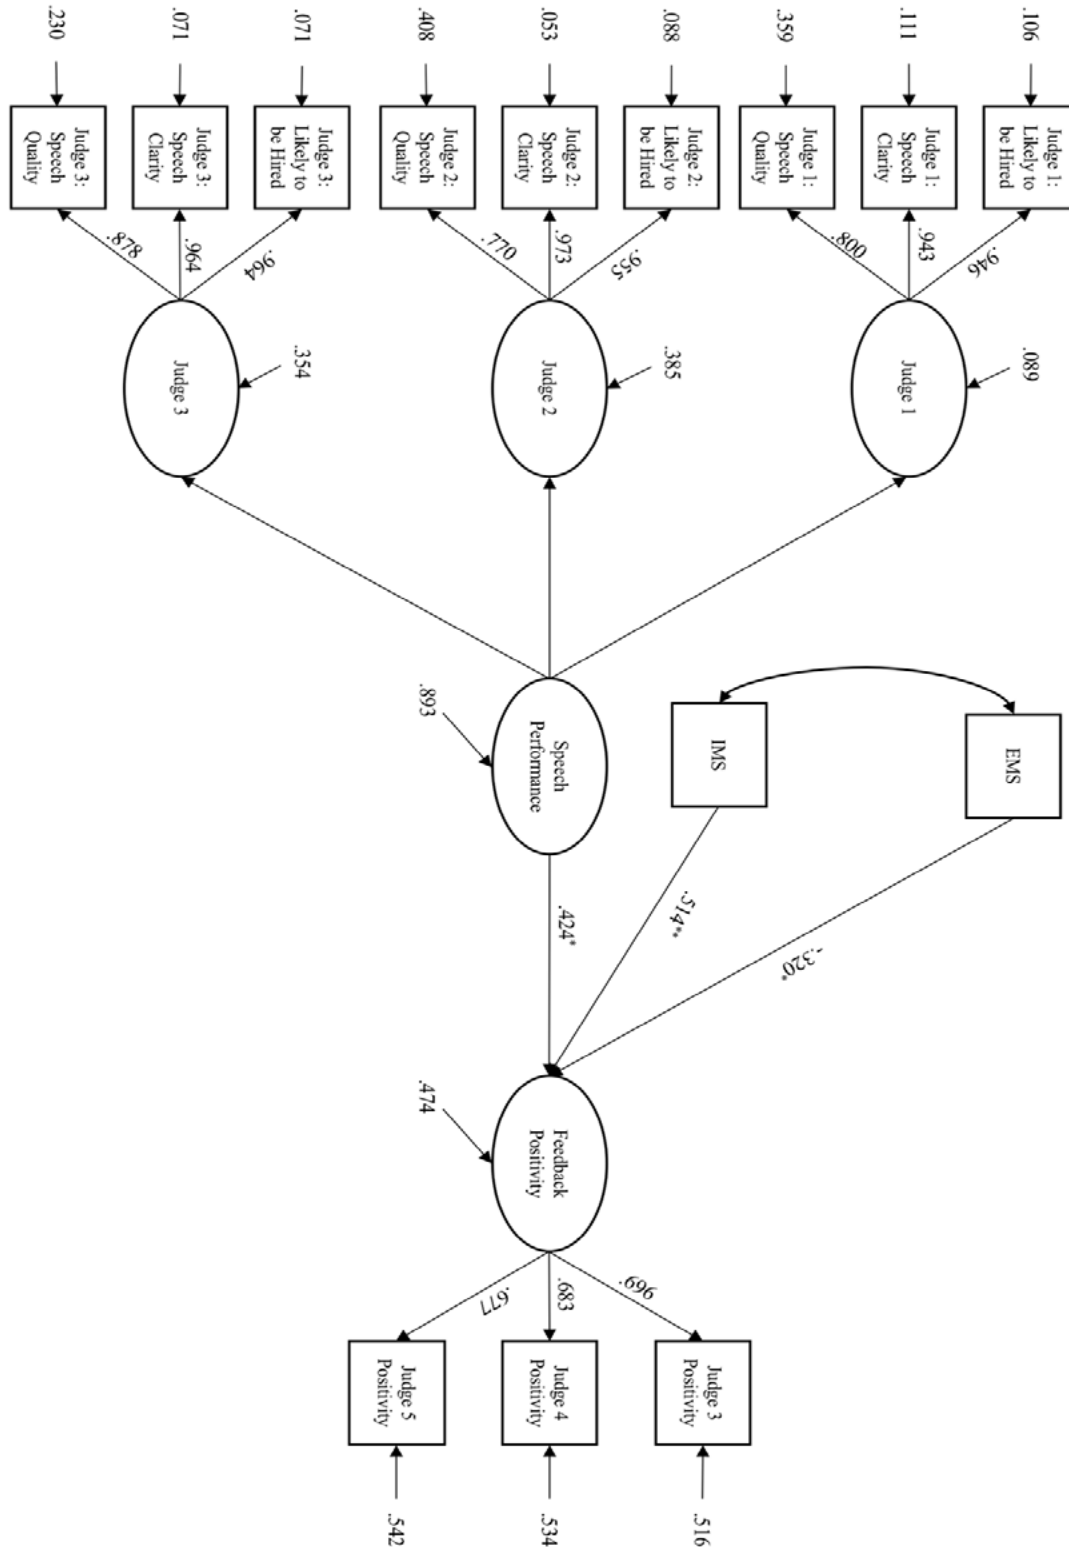 .106
Judge 1:
Likely to
be Hired
.946
.111
Judge 1:
Speech
Clarity
.943
.359
Judge 1:
Speech
Quality
.800
.089
Judge 1
.088
Judge 2:
Likely to
be Hired
.955
.053
Judge 2:
Speech
Clarity
.973
.408
Judge 2:
Speech
Quality
.770
.385
Judge 2
.071
Judge 3:
Likely to
be Hired
.964
.071
Judge 3:
Speech
Clarity
.964
.230
Judge 3:
Speech
Quality
.878
.354
Judge 3
EMS
IMS
Speech
Performance
.893
-.320*
.514**
.424*
Feedback
Positivity
.474
.696
Judge 3
Positivity
.516
.683
Judge 4
Positivity
.534
.677
Judge 5
Positivity
.542